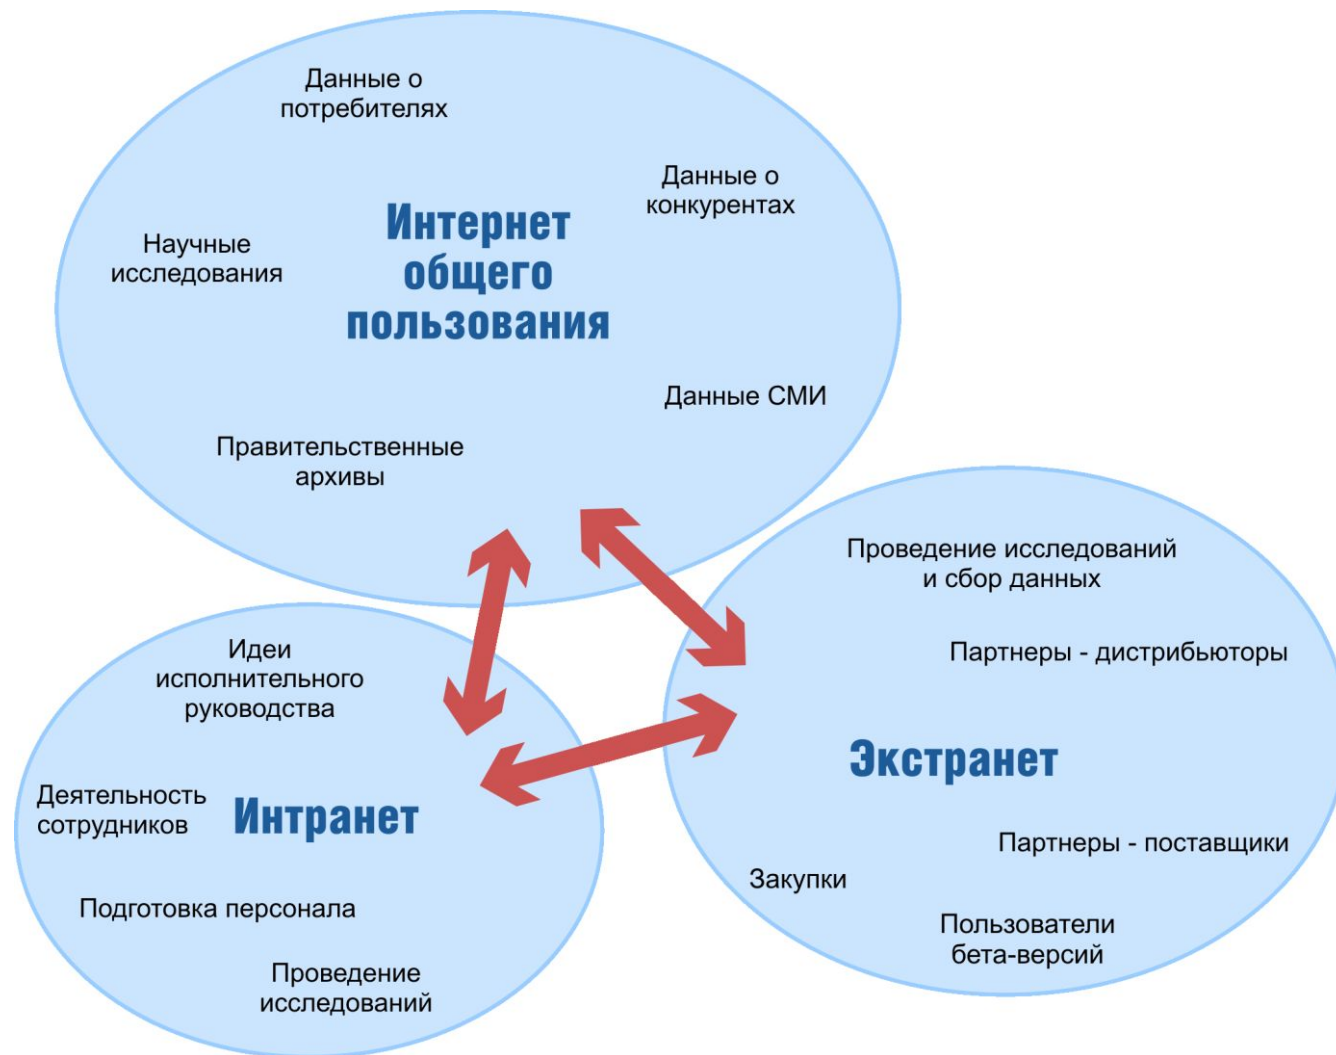 Данные о
потребителях
Данные о
конкурентах
Интернет
общего
пользования
Научные
исследования
Данные СМИ
Правительственные
архивы
Проведение исследований
и сбор данных
Партнеры - дистрибьюторы
Экстранет
Партнеры - поставщики
Закупки
Пользователи
бета-версий
Идеи
исполнительного
руководства
Деятельность
сотрудников
Интранет
Подготовка персонала
Проведение
исследований